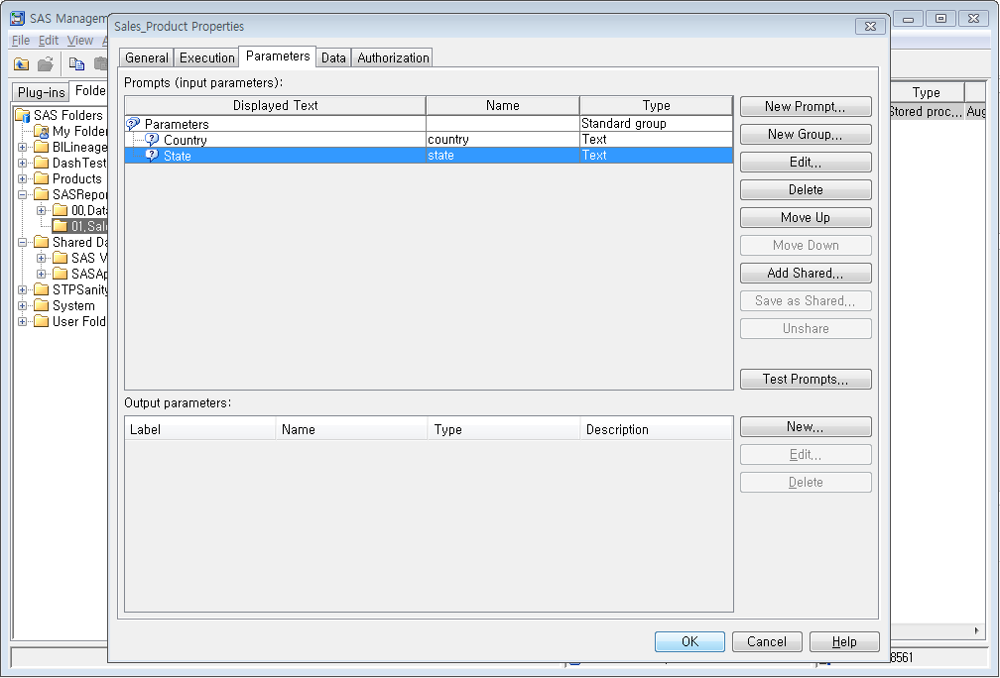 SAS Managem
Sales_Product Properties
File Edit View
Plug-ins Folde
SAS Folders
My Folde
BILineage
DashTest
Products
SASRepor
00,Data
01,Sale
Shared Da
SAS V
SASAp
STPSanity
System
User Fold
General Execution Parameters Data Authorization
Prompts (input parameters):
Displayed Text Name Type
Parameters Standard group
Country country Text
State state Text
New Prompt,,,
New Group,,,
Edit,,,
Delete
Move Up
Move Down
Add Shared,,,
Save as Shared,,,
Unshare
Test Prompts,,,
Output parameters:
Label Name Type Description
New,,,
Edit,,,
Delete
OK Cancel Help
Type
Stored proc,,, Aug
8561